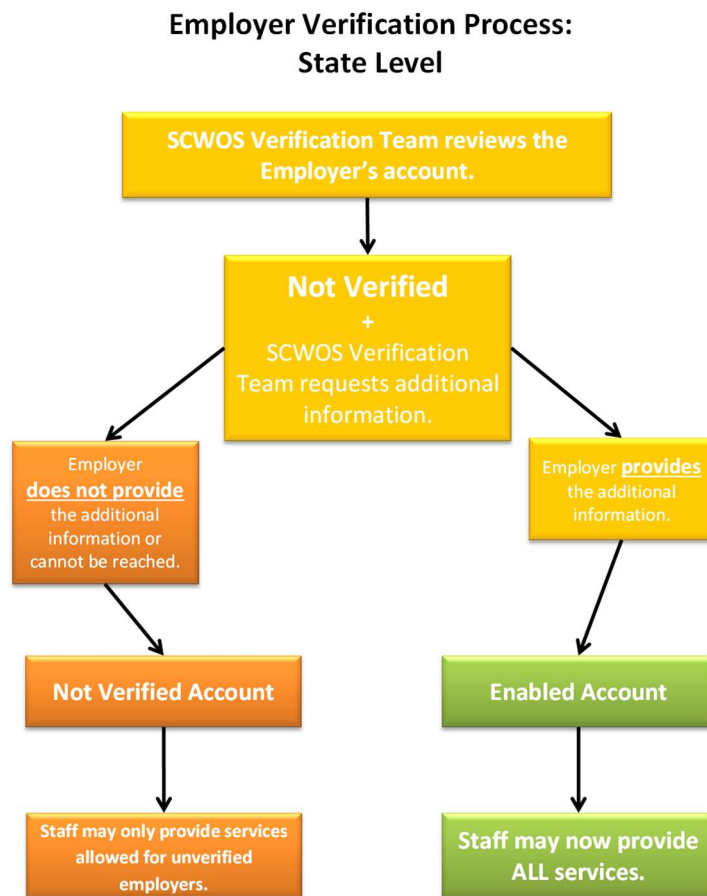 Employer Verification Process:
State Level
SCWOS Verification Team reviews the
Employer's account.
Not Verified
+
SCWOS Verification
Team requests additional
information.
Employer
does not provide
the additional
information or
cannot be reached.
Employer provides
the additional
information.
Not Verified Account
Enabled Account
Staff may only provide services
allowed for unverified
employers.
Staff may now provide
ALL services.